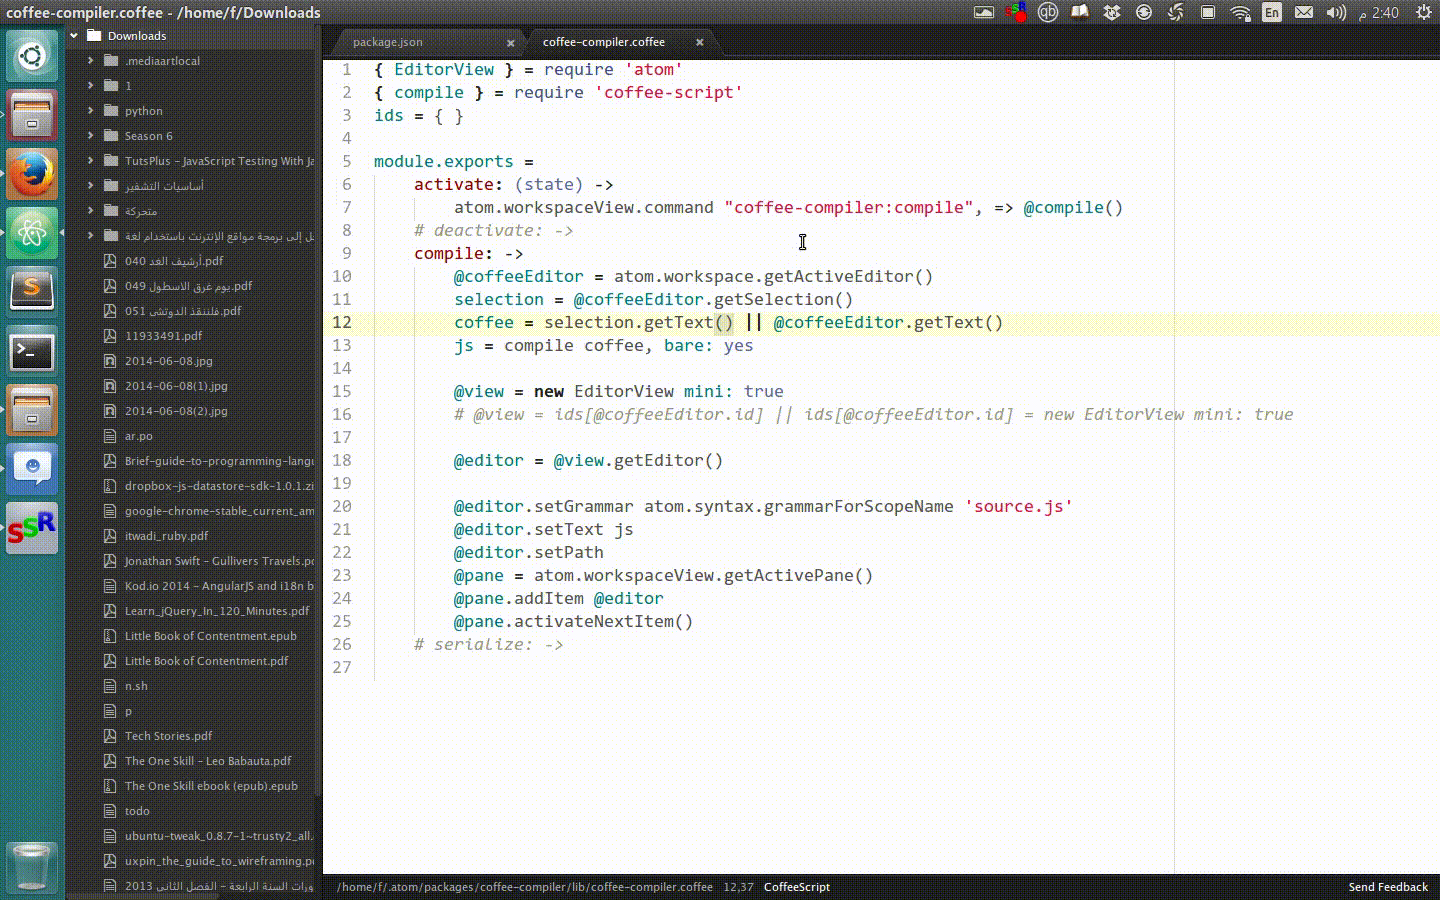 coffee-compiler.coffee - /home/f/Downloads
En
م 2:40
Downloads
.mediaartlocal
1
python
Season 6
TutsPlus - JavaScript Testing With Ja
أساسيات التشفير
متحركة
ل إلى برمجة مواقع الإنترنت باستخدام لغة
040 أرشيف الغد.pdf
049 يوم غرق الاسطول.pdf
051 فلننقذ الدوتشى.pdf
11933491.pdf
2014-06-08.jpg
2014-06-08(1).jpg
2014-06-08(2).jpg
ar.po
Brief-guide-to-programming-langu
dropbox-js-datastore-sdk-1.0.1.zi
google-chrome-stable_current_am
itwadi_ruby.pdf
Jonathan Swift - Gullivers Travels.pd
Kod.io 2014 - AngularJS and i18n b
Learn_jQuery_In_120_Minutes.pdf
Little Book of Contentment.epub
Little Book of Contentment.pdf
n.sh
p
Tech Stories.pdf
The One Skill - Leo Babauta.pdf
The One Skill ebook (epub).epub
todo
ubuntu-tweak_0.8.7-1~trusty2_all.
uxpin_the_guide_to_wireframing.pd
ورات السنة الرابعة - الفصل الثانى 2013
package.json
coffee-compiler.coffee
1 { EditorView } = require 'atom'
2 { compile } = require 'coffee-script'
3 ids = { }
4
5 module.exports =
6 activate: (state) ->
7 atom.workspaceView.command "coffee-compiler:compile", => @compile()
8 # deactivate: ->
9 compile: ->
10 @coffeeEditor = atom.workspace.getActiveEditor()
11 selection = @coffeeEditor.getSelection()
12 coffee = selection.getText() || @coffeeEditor.getText()
13 js = compile coffee, bare: yes
14
15 @view = new EditorView mini: true
16 # @view = ids[@coffeeEditor.id] || ids[@coffeeEditor.id] = new EditorView mini: true
17
18 @editor = @view.getEditor()
19
20 @editor.setGrammar atom.syntax.grammarForScopeName 'source.js'
21 @editor.setText js
22 @editor.setPath
23 @pane = atom.workspaceView.getActivePane()
24 @pane.addItem @editor
25 @pane.activateNextItem()
26 # serialize: ->
27
/home/f/.atom/packages/coffee-compiler/lib/coffee-compiler.coffee 12,37 CoffeeScript
Send Feedback
S
SSR
qb